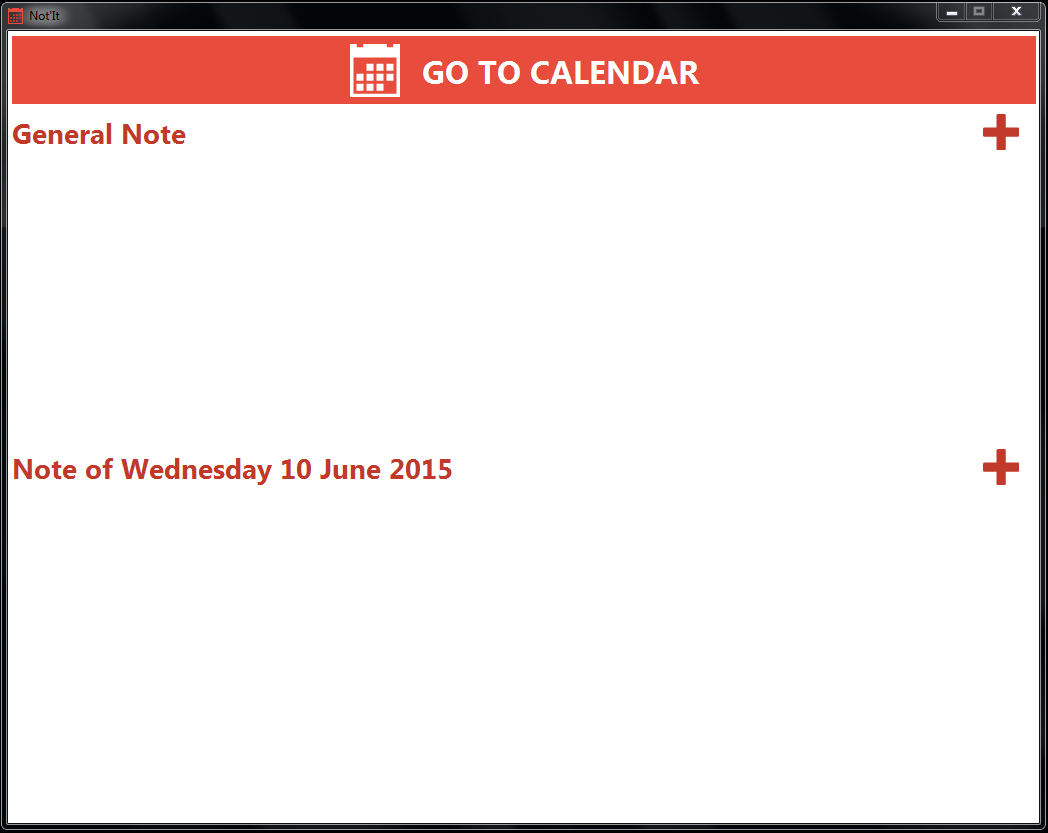 Not'It
GO TO CALENDAR
General Note
Note of Wednesday 10 June 2015